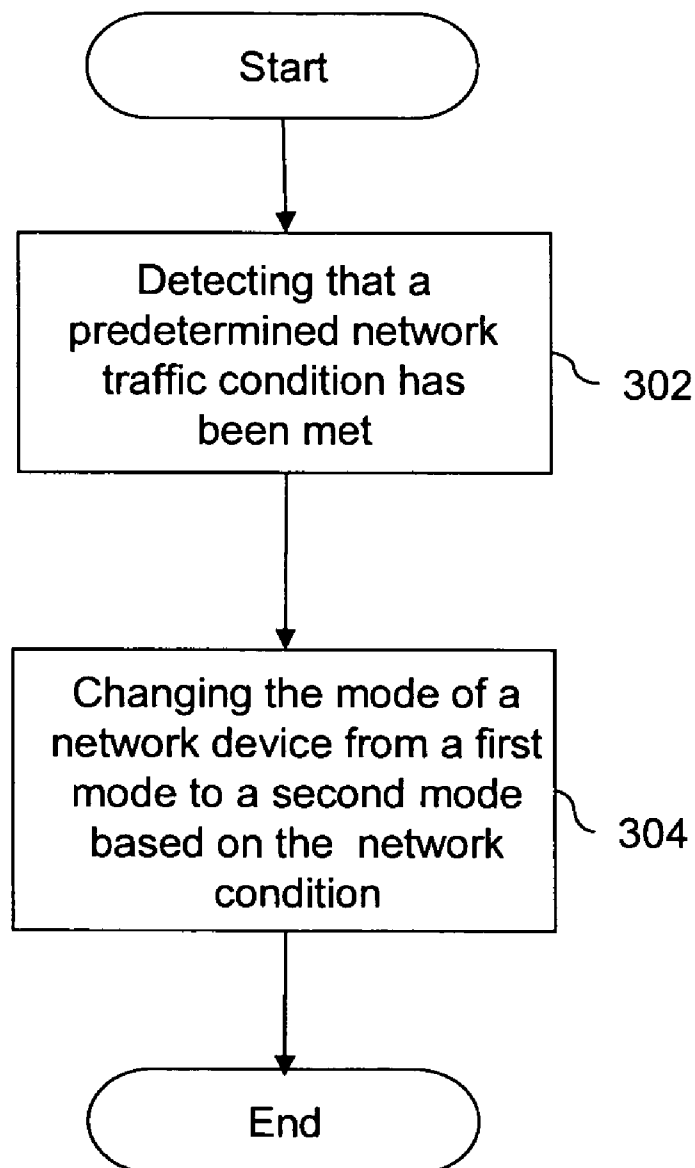 Start
Detecting that a
predetermined network
traffic condition has
been met
302
Changing the mode of a
network device from a first
mode to a second mode
based on the network
condition
304
End